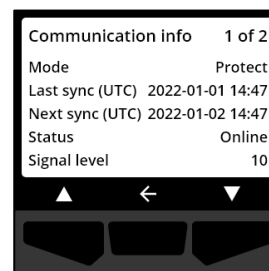 Communication info 1 of 2
Mode Protect
Last sync (UTC) 2022-01-01 14:47
Next sync (UTC) 2022-01-02 14:47
Status Online
Signal level 10